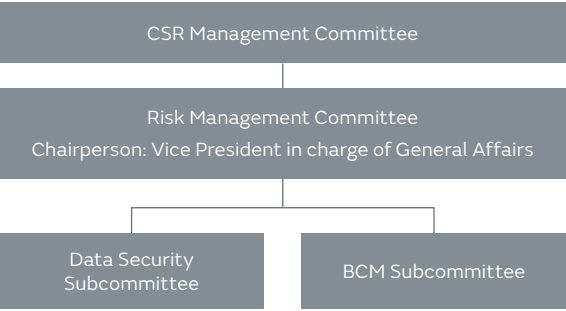 CSR Management Committee
Risk Management Committee
Chairperson: Vice President in charge of General Affairs
Data Security
Subcommittee
BCM Subcommittee